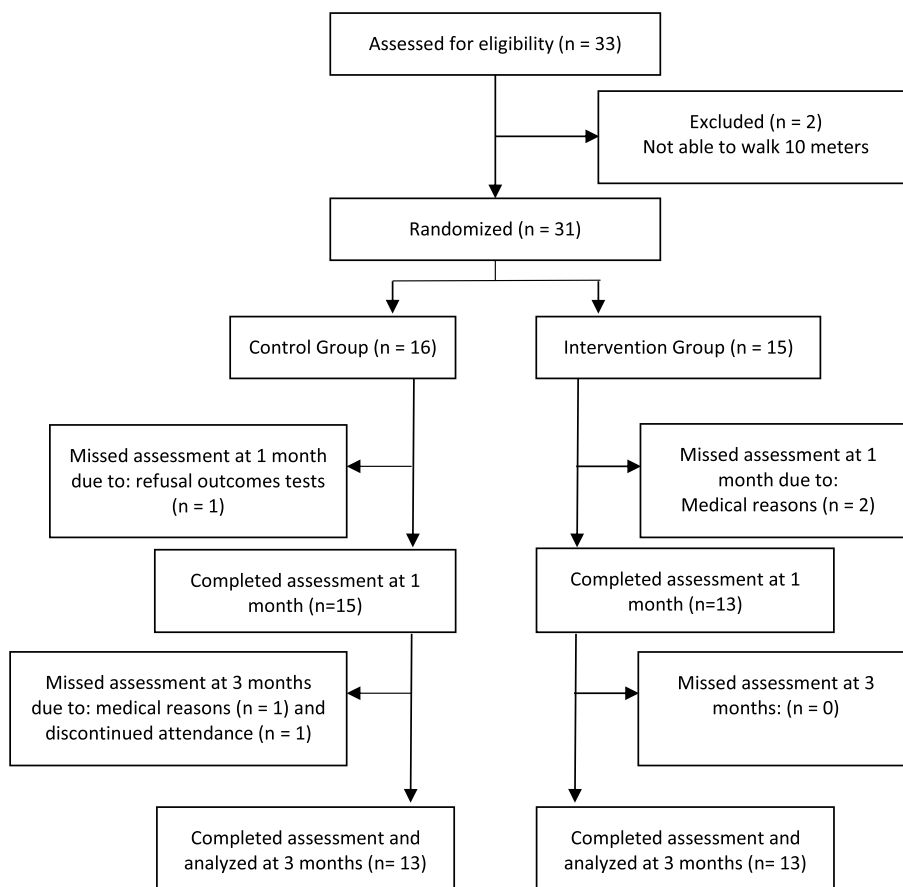 Assessed for eligibility (n = 33)
Excluded (n = 2)
Not able to walk 10 meters
Randomized (n = 31)
Control Group (n = 16)
Intervention Group (n = 15)
Missed assessment at 1 month
due to: refusal outcomes tests
(n = 1)
Missed assessment at 1
month due to:
Medical reasons (n = 2)
Completed assessment at 1
month (n=15)
Completed assessment at 1
month (n=13)
Missed assessment at 3 months
due to: medical reasons (n = 1) and
discontinued attendance (n = 1)
Missed assessment at 3
months: (n = 0)
Completed assessment and
analyzed at 3 months (n= 13)
Completed assessment and
analyzed at 3 months (n= 13)